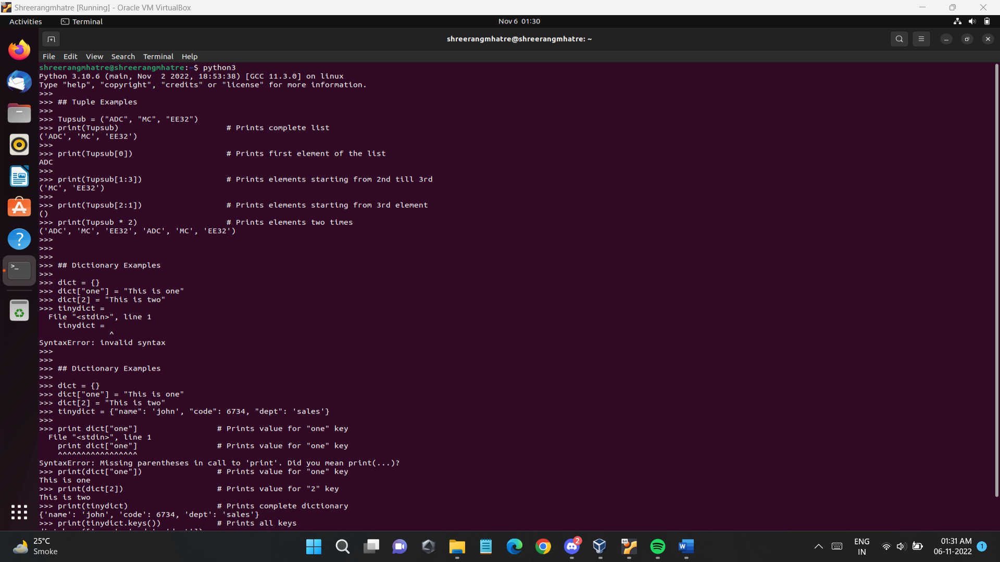 Shreerangmhatre [Running] - Oracle VM VirtualBox
Activities Terminal Nov 6 01:30
shreerangmhatre@shreerangmhatre: ~
File Edit View Search Terminal Help
shreerangmhatre@shreerangmhatre:~$ python3
Python 3.10.6 (main, Nov  2 2022, 18:53:38) [GCC 11.3.0] on linux
Type "help", "copyright", "credits" or "license" for more information.
>>>
>>> ## Tuple Examples
>>>
>>> Tupsub = ("ADC", "MC", "EE32")
>>> print(Tupsub)                       # Prints complete list
('ADC', 'MC', 'EE32')
>>>
>>> print(Tupsub[0])                    # Prints first element of the list
ADC
>>>
>>> print(Tupsub[1:3])                  # Prints elements starting from 2nd till 3rd
('MC', 'EE32')
>>>
>>> print(Tupsub[2:1])                  # Prints elements starting from 3rd element
()
>>> print(Tupsub * 2)                   # Prints elements two times
('ADC', 'MC', 'EE32', 'ADC', 'MC', 'EE32')
>>>
>>>
>>>
>>> ## Dictionary Examples
>>>
>>> dict = {}
>>> dict["one"] = "This is one"
>>> dict[2] = "This is two"
>>> tinydict =
  File "<stdin>", line 1
    tinydict =
               ^
SyntaxError: invalid syntax
>>>
>>>
>>> ## Dictionary Examples
>>>
>>> dict = {}
>>> dict["one"] = "This is one"
>>> dict[2] = "This is two"
>>> tinydict = {"name": 'john', "code": 6734, "dept": 'sales'}
>>>
>>> print dict["one"]                 # Prints value for "one" key
  File "<stdin>", line 1
    print dict["one"]                 # Prints value for "one" key
    ^^^^^^^^^^^^^^^^^
SyntaxError: Missing parentheses in call to 'print'. Did you mean print(...)?
>>> print(dict["one"])                # Prints value for "one" key
This is one
>>> print(dict[2])                    # Prints value for "2" key
This is two
>>> print(tinydict)                   # Prints complete dictionary
{'name': 'john', 'code': 6734, 'dept': 'sales'}
>>> print(tinydict.keys())            # Prints all keys
25°C
Smoke
2
64
W
ENG
IN
01:31 AM
06-11-2022
1